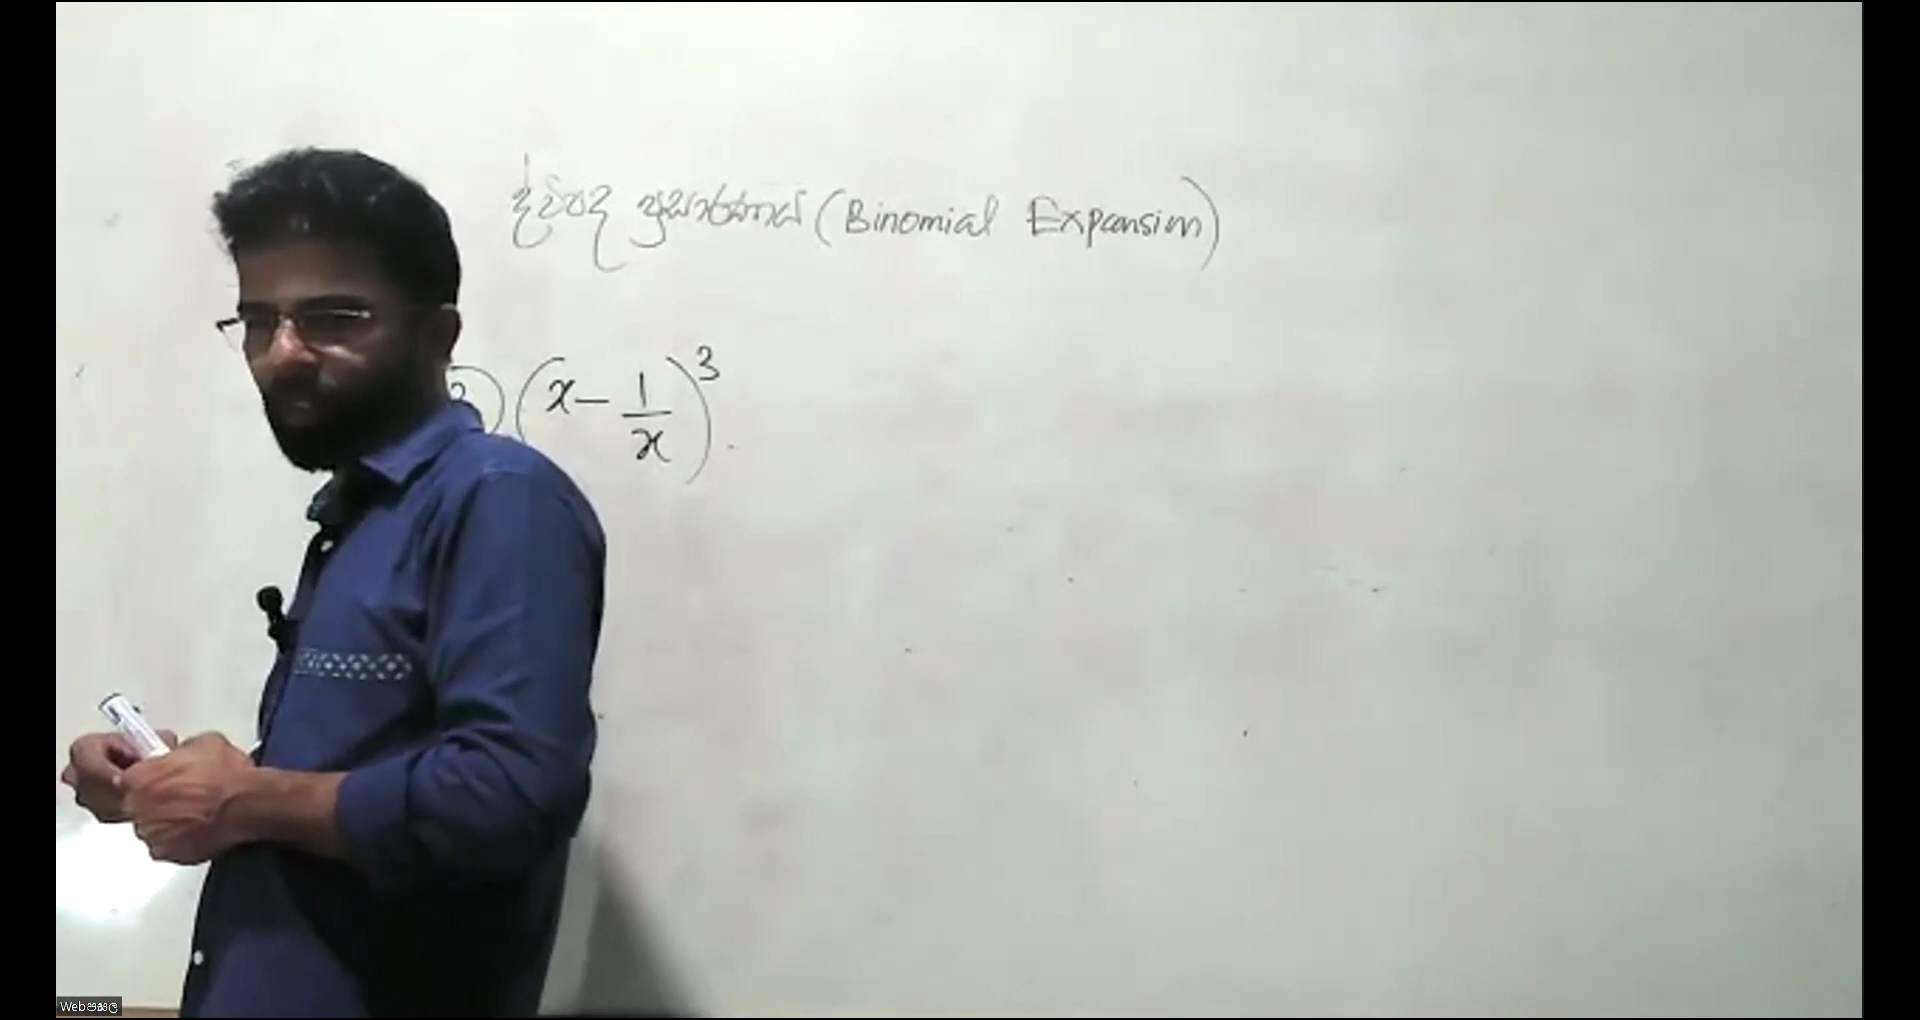 ද්විපද ප්‍රසාරණය (Binomial Expansion)
(x - 1/x)^3